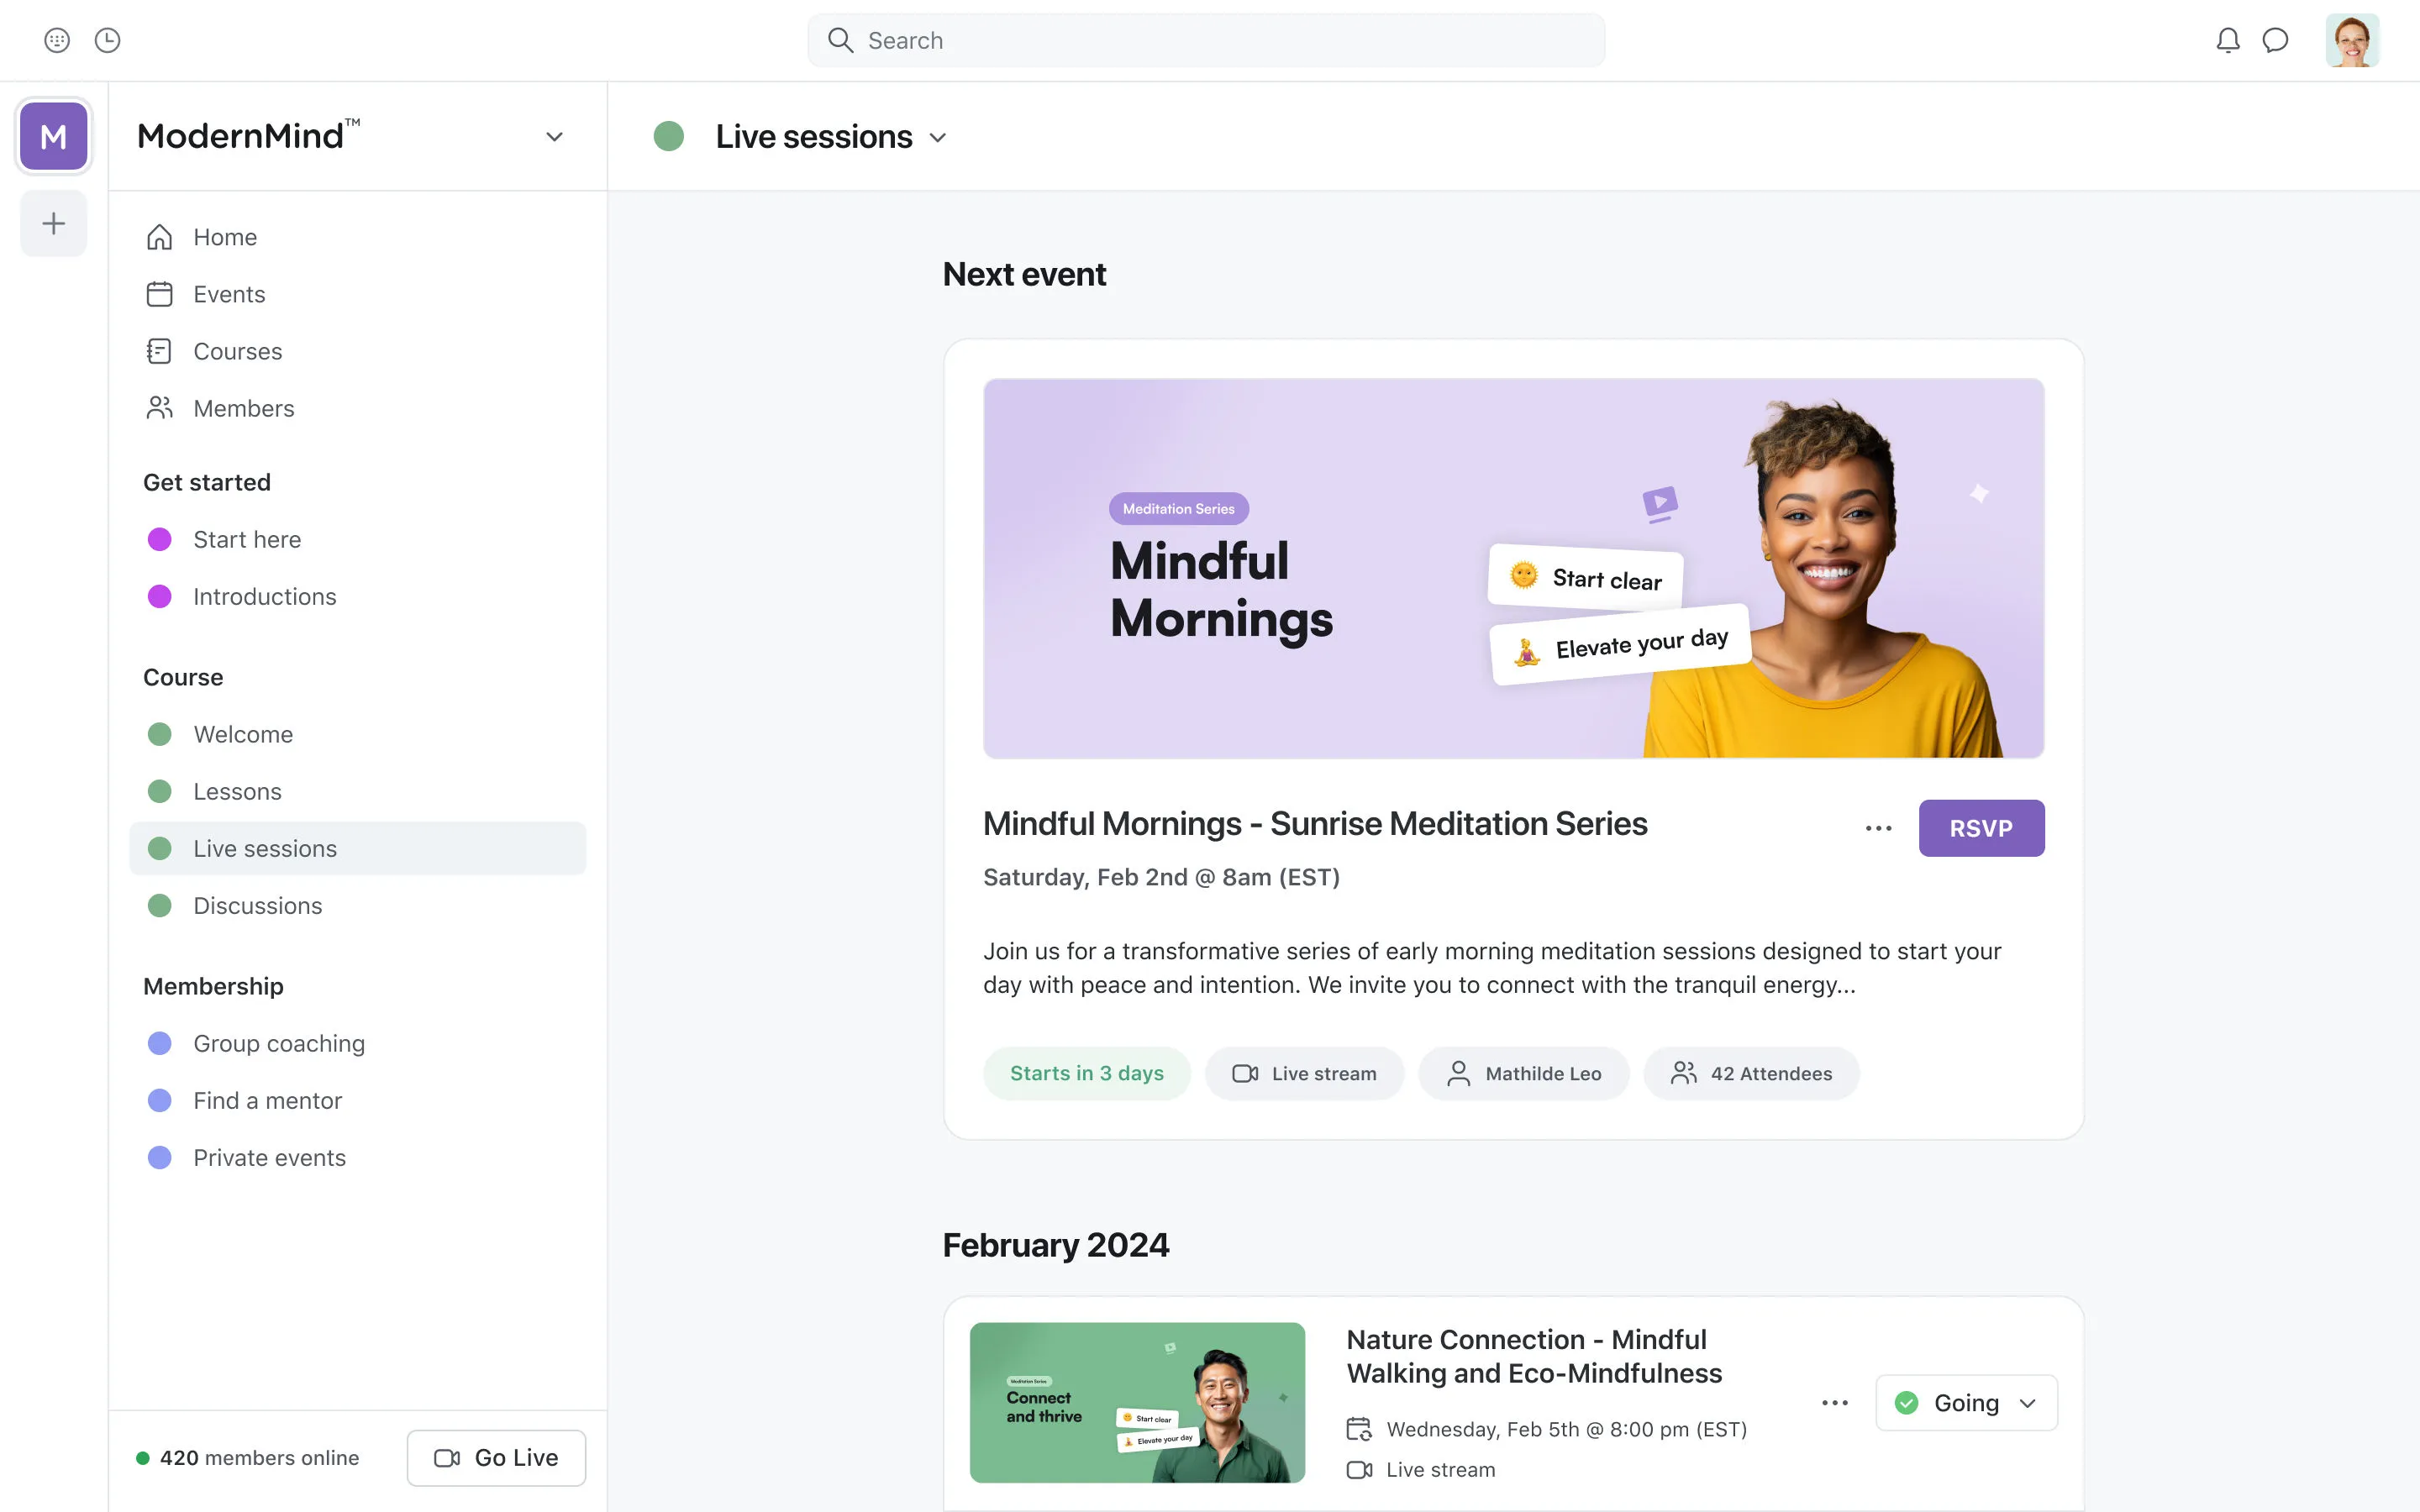 Search
M
ModernMind™
Live sessions
Home
Events
Courses
Members
Get started
Start here
Introductions
Course
Welcome
Lessons
Live sessions
Discussions
Membership
Group coaching
Find a mentor
Private events
420 members online
Go Live
Next event
Meditation Series
Mindful
Mornings
Start clear
Elevate your day
Mindful Mornings - Sunrise Meditation Series
RSVP
Saturday, Feb 2nd @ 8am (EST)
Join us for a transformative series of early morning meditation sessions designed to start your
day with peace and intention. We invite you to connect with the tranquil energy...
Starts in 3 days
Live stream
Mathilde Leo
42 Attendees
February 2024
Meditation Series
Connect
and thrive
Start clear
Elevate your day
Nature Connection - Mindful
Walking and Eco-Mindfulness
Wednesday, Feb 5th @ 8:00 pm (EST)
Live stream
Going